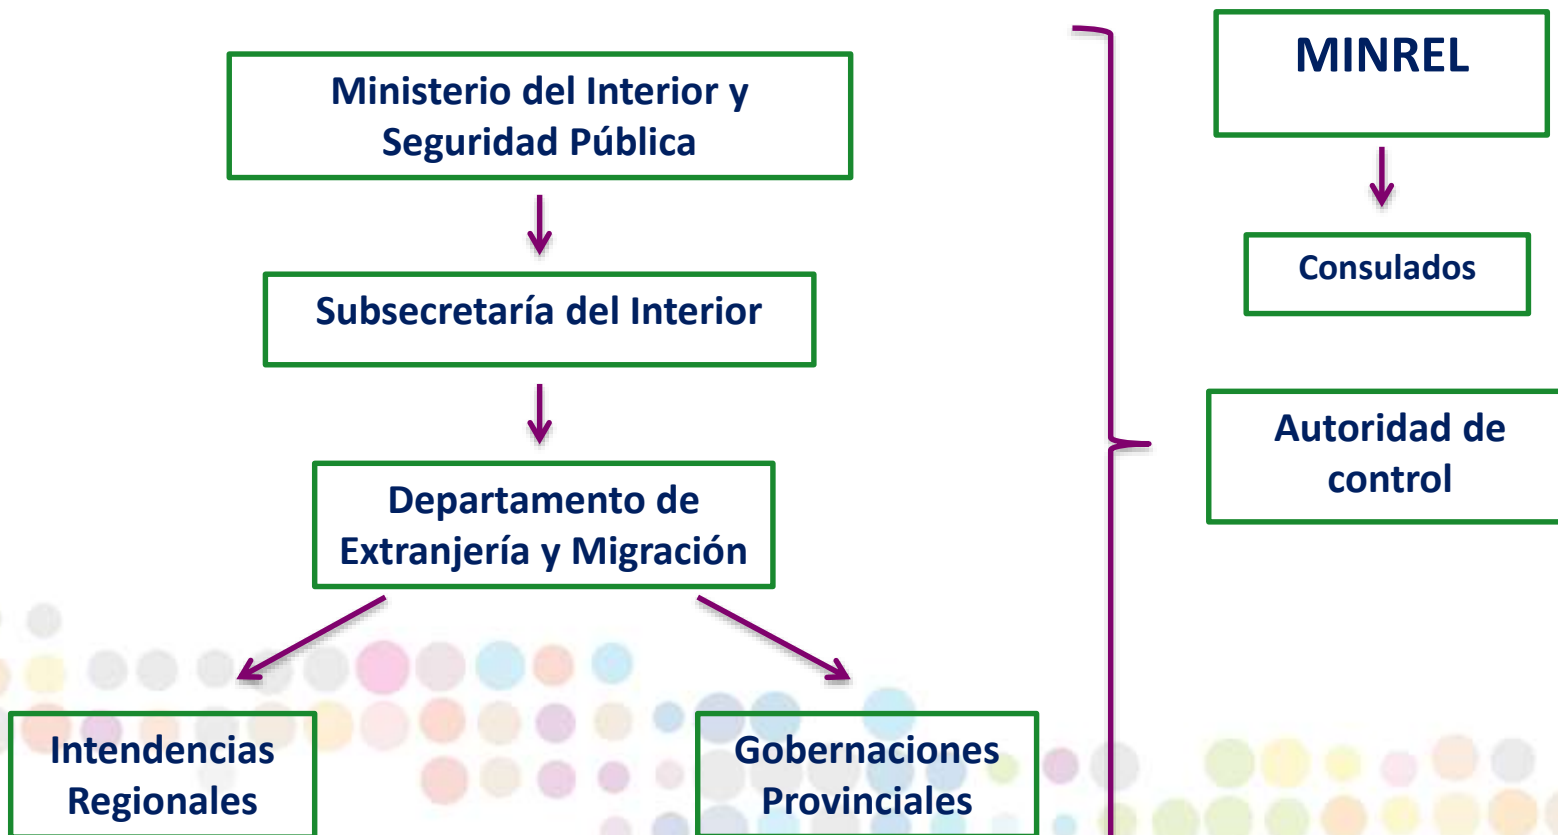 Ministerio del Interior y
Seguridad Pública
Subsecretaría del Interior
Departamento de
Extranjería y Migración
Intendencias
Regionales
Gobernaciones
Provinciales
MINREL
Consulados
Autoridad de
control